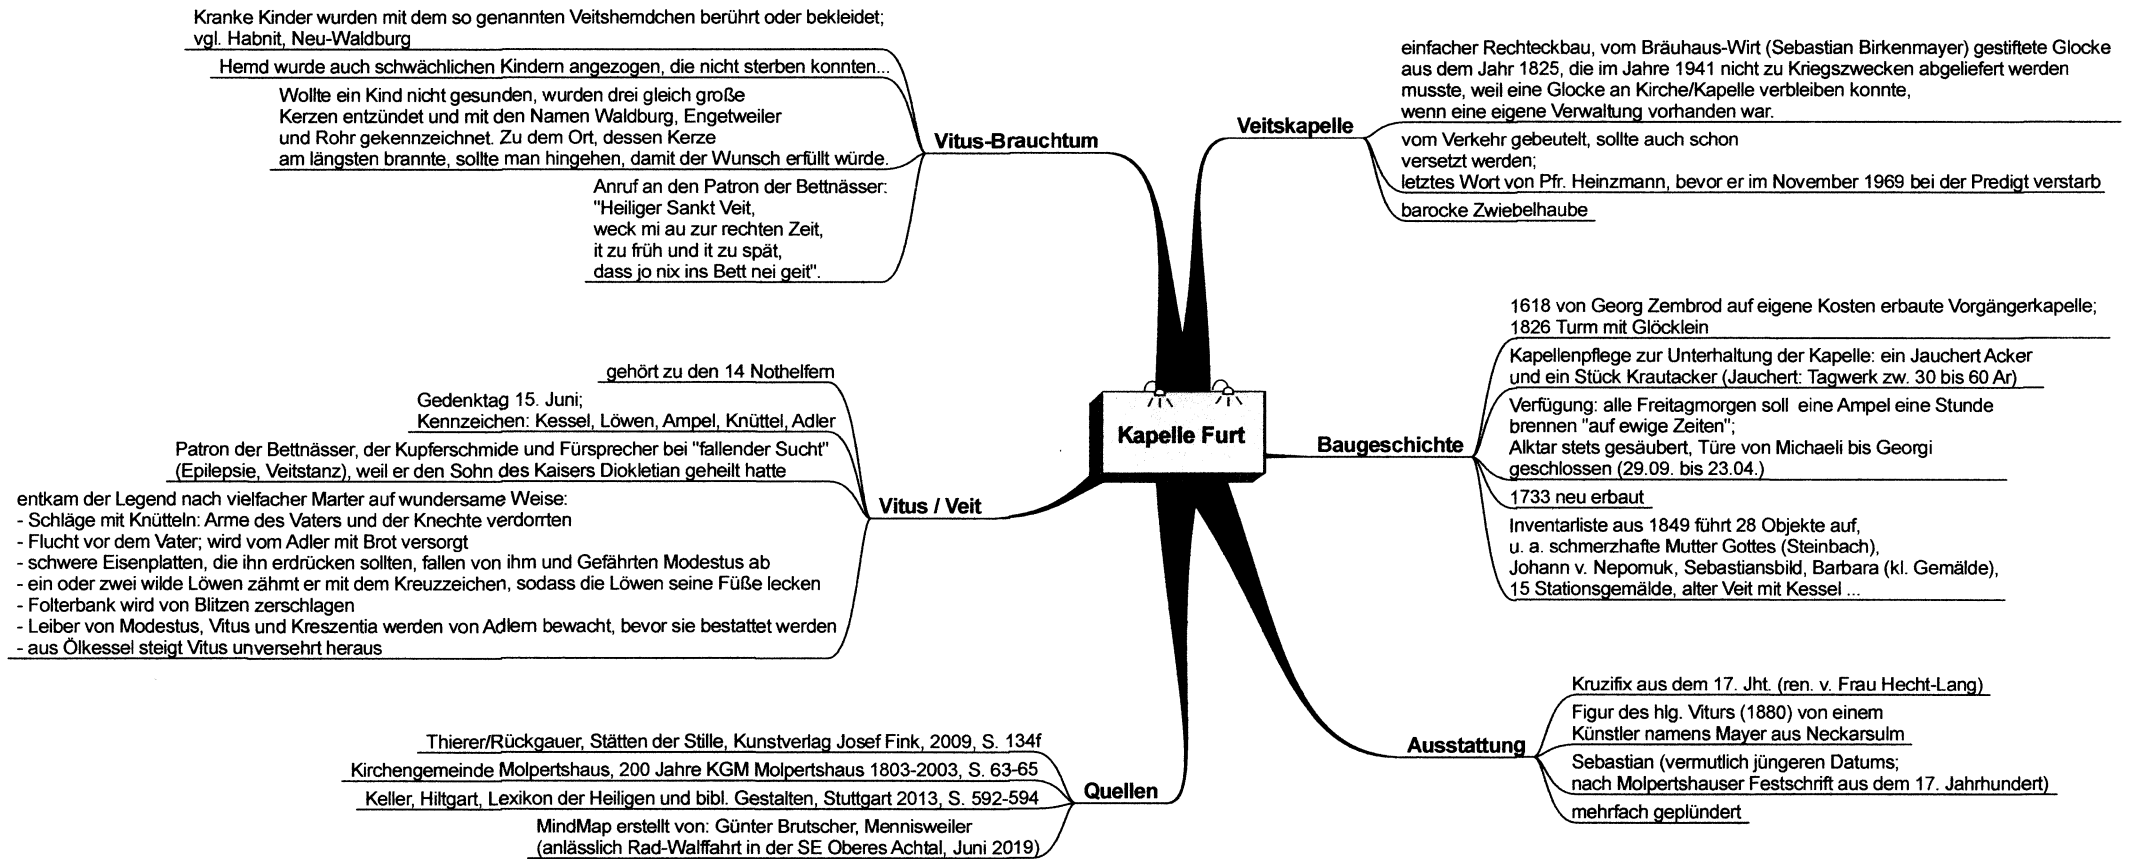 Kapelle Furt
Veitskapelle
einfacher Rechteckbau, vom Bräuhaus-Wirt (Sebastian Birkenmayer) gestiftete Glocke
aus dem Jahr 1825, die im Jahre 1941 nicht zu Kriegszwecken abgeliefert werden
musste, weil eine Glocke an Kirche/Kapelle verbleiben konnte,
wenn eine eigene Verwaltung vorhanden war.
vom Verkehr gebeutelt, sollte auch schon
versetzt werden;
letztes Wort von Pfr. Heinzmann, bevor er im November 1969 bei der Predigt verstarb
barocke Zwiebelhaube
Baugeschichte
1618 von Georg Zembrod auf eigene Kosten erbaute Vorgängerkapelle;
1826 Turm mit Glöcklein
Kapellenpflege zur Unterhaltung der Kapelle: ein Jauchert Acker
und ein Stück Krautacker (Jauchert: Tagwerk zw. 30 bis 60 Ar)
Verfügung: alle Freitagmorgen soll eine Ampel eine Stunde
brennen "auf ewige Zeiten";
Alktar stets gesäubert, Türe von Michaeli bis Georgi
geschlossen (29.09. bis 23.04.)
1733 neu erbaut
Inventarliste aus 1849 führt 28 Objekte auf,
u. a. schmerzhafte Mutter Gottes (Steinbach),
Johann v. Nepomuk, Sebastiansbild, Barbara (kl. Gemälde),
15 Stationsgemälde, alter Veit mit Kessel ...
Ausstattung
Kruzifix aus dem 17. Jht. (ren. v. Frau Hecht-Lang)
Figur des hlg. Viturs (1880) von einem
Künstler namens Mayer aus Neckarsulm
Sebastian (vermutlich jüngeren Datums;
nach Molpertshauser Festschrift aus dem 17. Jahrhundert)
mehrfach geplündert
Vitus-Brauchtum
Kranke Kinder wurden mit dem so genannten Veitshemdchen berührt oder bekleidet;
vgl. Habnit, Neu-Waldburg
Hemd wurde auch schwächlichen Kindern angezogen, die nicht sterben konnten...
Wollte ein Kind nicht gesunden, wurden drei gleich große
Kerzen entzündet und mit den Namen Waldburg, Engetweiler
und Rohr gekennzeichnet. Zu dem Ort, dessen Kerze
am längsten brannte, sollte man hingehen, damit der Wunsch erfüllt würde.
Anruf an den Patron der Bettnässer:
"Heiliger Sankt Veit,
weck mi au zur rechten Zeit,
it zu früh und it zu spät,
dass jo nix ins Bett nei geit".
Vitus / Veit
gehört zu den 14 Nothelfern
Gedenktag 15. Juni;
Kennzeichen: Kessel, Löwen, Ampel, Knüttel, Adler
Patron der Bettnässer, der Kupferschmide und Fürsprecher bei "fallender Sucht"
(Epilepsie, Veitstanz), weil er den Sohn des Kaisers Diokletian geheilt hatte
entkam der Legend nach vielfacher Marter auf wundersame Weise:
- Schläge mit Knütteln: Arme des Vaters und der Knechte verdorrten
- Flucht vor dem Vater; wird vom Adler mit Brot versorgt
- schwere Eisenplatten, die ihn erdrücken sollten, fallen von ihm und Gefährten Modestus ab
- ein oder zwei wilde Löwen zähmt er mit dem Kreuzzeichen, sodass die Löwen seine Füße lecken
- Folterbank wird von Blitzen zerschlagen
- Leiber von Modestus, Vitus und Kreszentia werden von Adlern bewacht, bevor sie bestattet werden
- aus Ölkessel steigt Vitus unversehrt heraus
Quellen
Thierer/Rückgauer, Stätten der Stille, Kunstverlag Josef Fink, 2009, S. 134f
Kirchengemeinde Molpertshaus, 200 Jahre KGM Molpertshaus 1803-2003, S. 63-65
Keller, Hiltgart, Lexikon der Heiligen und bibl. Gestalten, Stuttgart 2013, S. 592-594
MindMap erstellt von: Günter Brutscher, Mennisweiler
(anlässlich Rad-Walffahrt in der SE Oberes Achtal, Juni 2019)